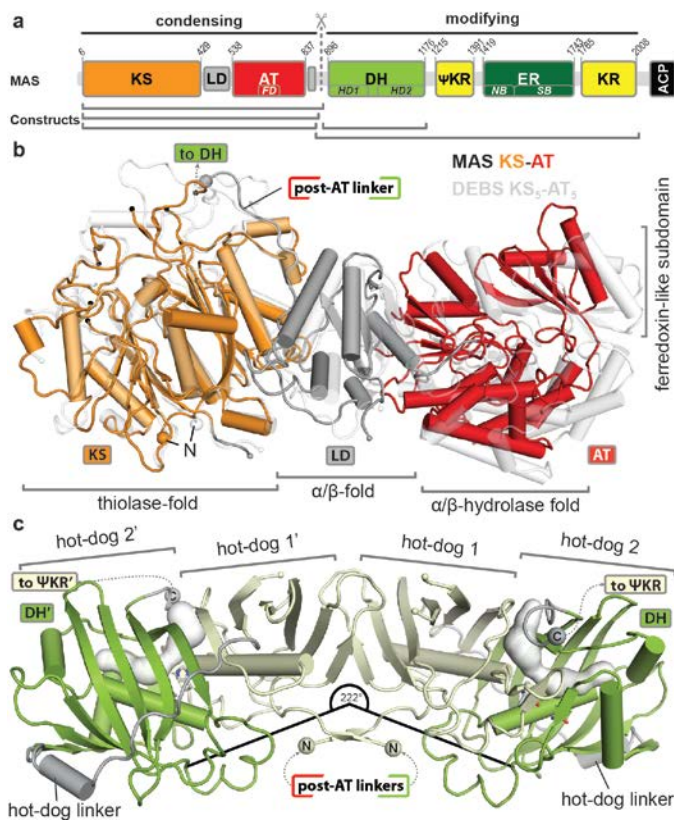 a condensing modifying
6 429 538 837 898 1176 1215 1391 1419 1743 1765 2008
MAS KS LD AT DH ΨKR ER KR ACP
FD HD1 HD2 NB SB
Constructs
b to DH MAS KS-AT
post-AT linker DEBS KS5-AT5
ferredoxin-like subdomain
N
KS LD AT
thiolase-fold α/β-fold α/β-hydrolase fold
c hot-dog 2' hot-dog 1' hot-dog 1 hot-dog 2
to ΨKR' to ΨKR
DH' C C DH
222°
N N
post-AT linkers
hot-dog linker hot-dog linker